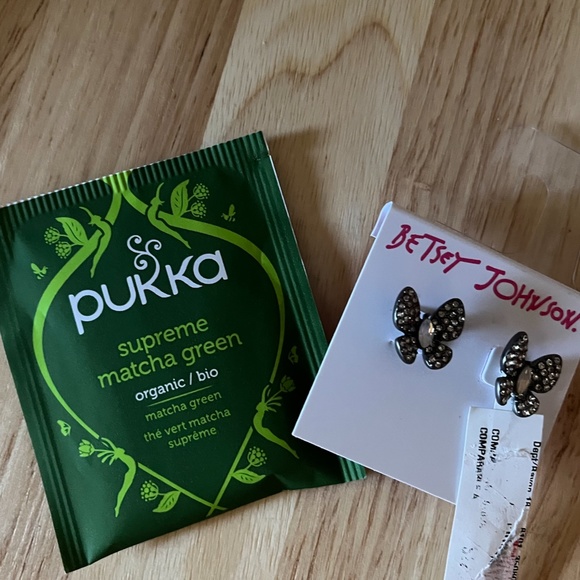 pukka
supreme
matcha green
organic / bio
matcha green
thé vert matcha
suprême
BETSEY JOHNSON.